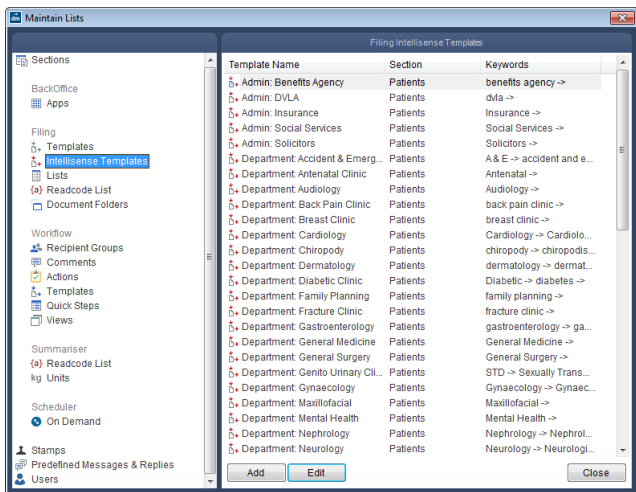 dm Maintain Lists
Sections
BackOffice
Apps
Filing
Templates
Intellisense Templates
Lists
{a} Readcode List
Document Folders
Workflow
Recipient Groups
Comments
Actions
Templates
Quick Steps
Views
Summariser
{a} Readcode List
kg Units
Scheduler
On Demand
Stamps
Predefined Messages & Replies
Users
Filing Intellisense Templates
Template Name Section Keywords
Admin: Benefits Agency Patients benefits agency ->
Admin: DVLA Patients dvla ->
Admin: Insurance Patients Insurance ->
Admin: Social Services Patients Social Services ->
Admin: Solicitors Patients Solicitors ->
Department: Accident & Emerg... Patients A & E -> accident and e...
Department: Antenatal Clinic Patients Antenatal ->
Department: Audiology Patients Audiology ->
Department: Back Pain Clinic Patients back pain clinic ->
Department: Breast Clinic Patients breast clinic ->
Department: Cardiology Patients Cardiology -> Cardiolo...
Department: Chiropody Patients chiropody -> chiropodis...
Department: Dermatology Patients dermatology -> dermat...
Department: Diabetic Clinic Patients Diabetic -> diabetes ->
Department: Family Planning Patients family planning ->
Department: Fracture Clinic Patients fracture clinic ->
Department: Gastroenterology Patients gastroenterology -> ga...
Department: General Medicine Patients General Medicine ->
Department: General Surgery Patients General Surgery ->
Department: Genito Urinary Cli... Patients STD -> Sexually Trans...
Department: Gynaecology Patients Gynaecology -> Gynaec...
Department: Maxillofacial Patients Maxillofacial ->
Department: Mental Health Patients Mental Health ->
Department: Nephrology Patients Nephrology -> Nephrol...
Department: Neurology Patients Neurology -> Neurologi...
Add Edit Close